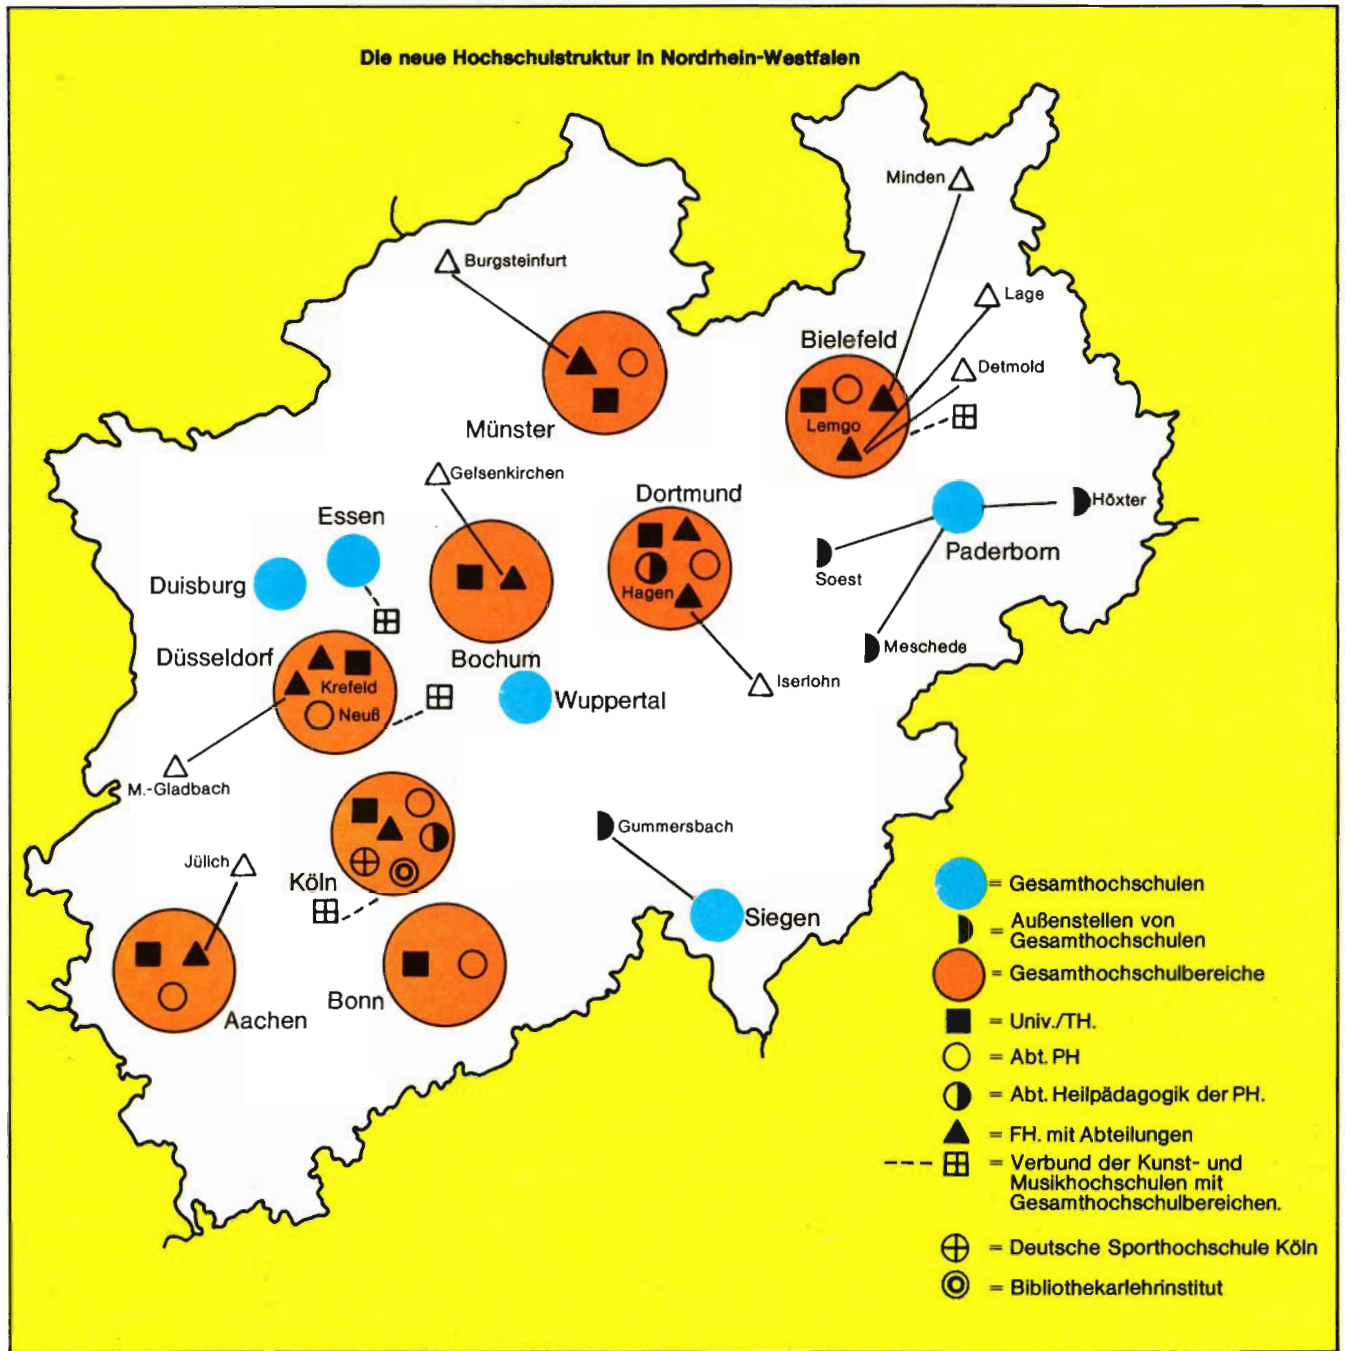 Die neue Hochschulstruktur in Nordrhein-Westfalen
Minden
Burgsteinfurt
Lage
Bielefeld
Detmold
Lemgo
Münster
Gelsenkirchen
Dortmund
Höxter
Essen
Paderborn
Duisburg
Soest
Hagen
Meschede
Düsseldorf
Bochum
Iserlohn
Krefeld
Wuppertal
Neuß
M.-Gladbach
Gummersbach
Jülich
Köln
Siegen
Bonn
Aachen
= Gesamthochschulen
= Außenstellen von
Gesamthochschulen
= Gesamthochschulbereiche
= Univ./TH.
= Abt. PH
= Abt. Heilpädagogik der PH.
= FH. mit Abteilungen
= Verbund der Kunst- und
Musikhochschulen mit
Gesamthochschulbereichen.
= Deutsche Sporthochschule Köln
= Bibliothekarlehrinstitut